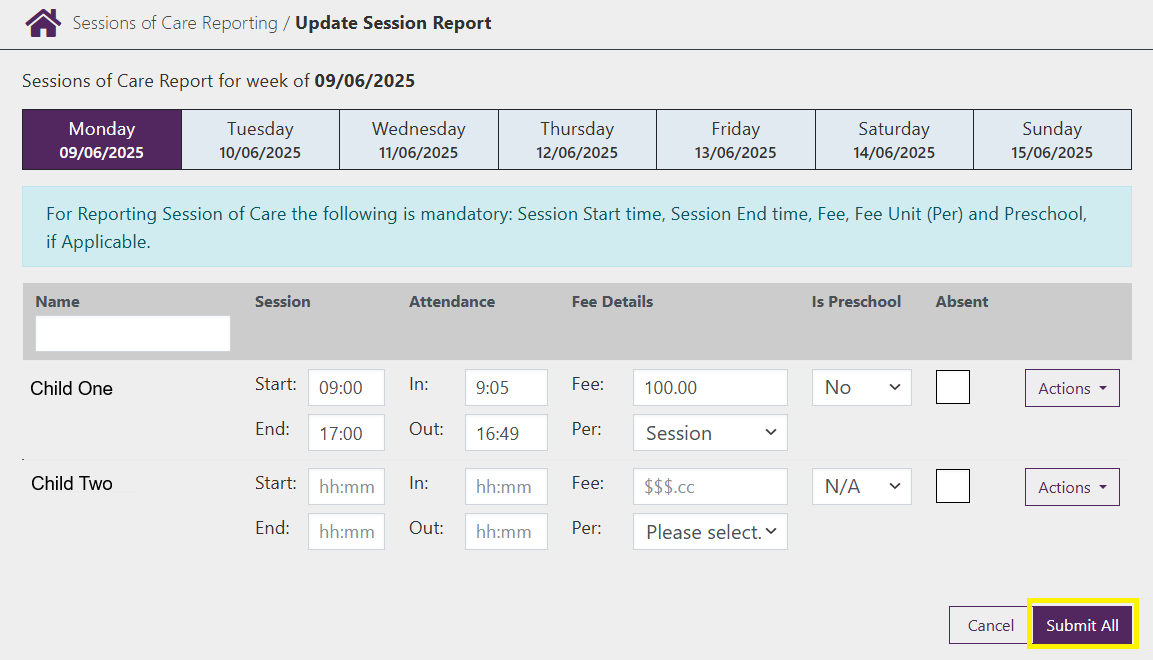 Sessions of Care Reporting / Update Session Report
Sessions of Care Report for week of 09/06/2025
Monday Tuesday Wednesday Thursday Friday Saturday Sunday
09/06/2025 10/06/2025 11/06/2025 12/06/2025 13/06/2025 14/06/2025 15/06/2025
For Reporting Session of Care the following is mandatory: Session Start time, Session End time, Fee, Fee Unit (Per) and Preschool,
if Applicable.
Name Session Attendance Fee Details Is Preschool Absent
Child One Start: 09:00 In: 9:05 Fee: 100.00 No Actions
End: 17:00 Out: 16:49 Per: Session
Child Two Start: hh:mm In: hh:mm Fee: $$$.cc N/A Actions
End: hh:mm Out: hh:mm Per: Please select.
Cancel Submit All